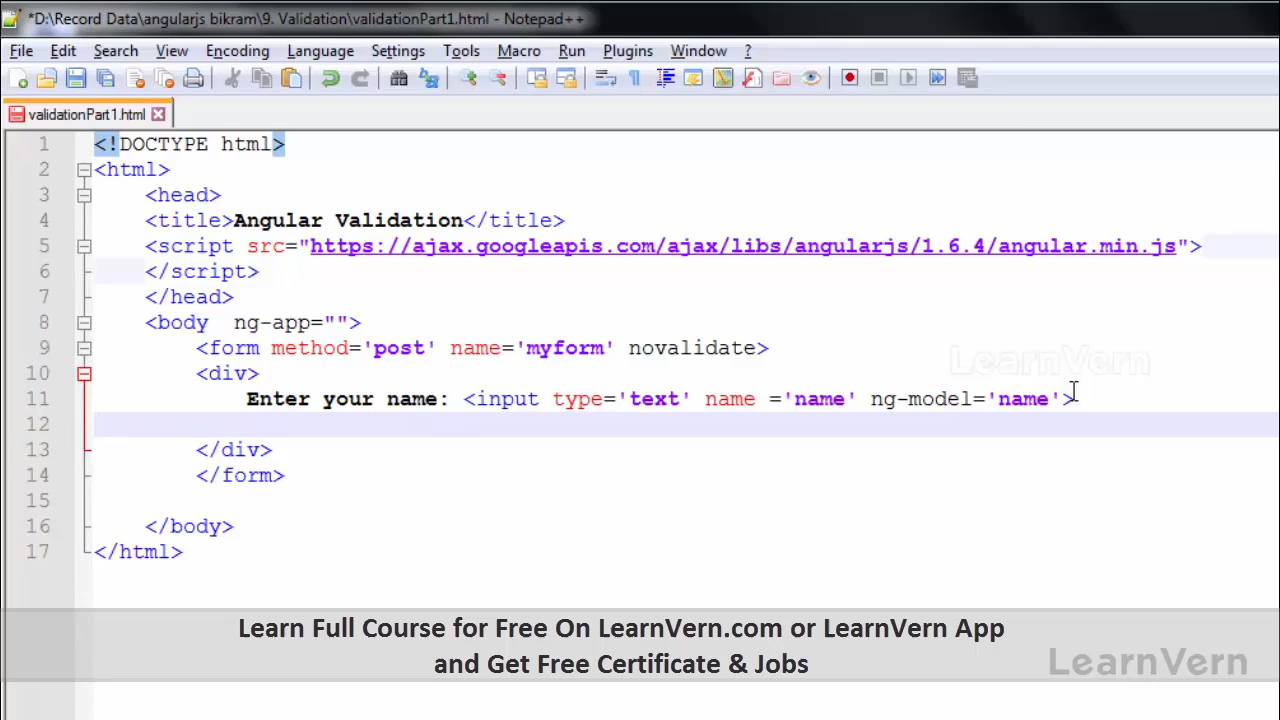 *D:\Record Data\angularjs bikram\9. Validation\validationPart1.html - Notepad++
File Edit Search View Encoding Language Settings Tools Macro Run Plugins Window ?
validationPart1.html
1 <!DOCTYPE html>
2 <html>
3 <head>
4 <title>Angular Validation</title>
5 <script src="https://ajax.googleapis.com/ajax/libs/angularjs/1.6.4/angular.min.js">
6 </script>
7 </head>
8 <body  ng-app="">
9 <form method='post' name='myform' novalidate>
LearnVern
10 <div>
11 Enter your name: <input type='text' name ='name' ng-model='name'>
12
13 </div>
14 </form>
15
16 </body>
17 </html>
Learn Full Course for Free On LearnVern.com or LearnVern App
and Get Free Certificate & Jobs
LearnVern